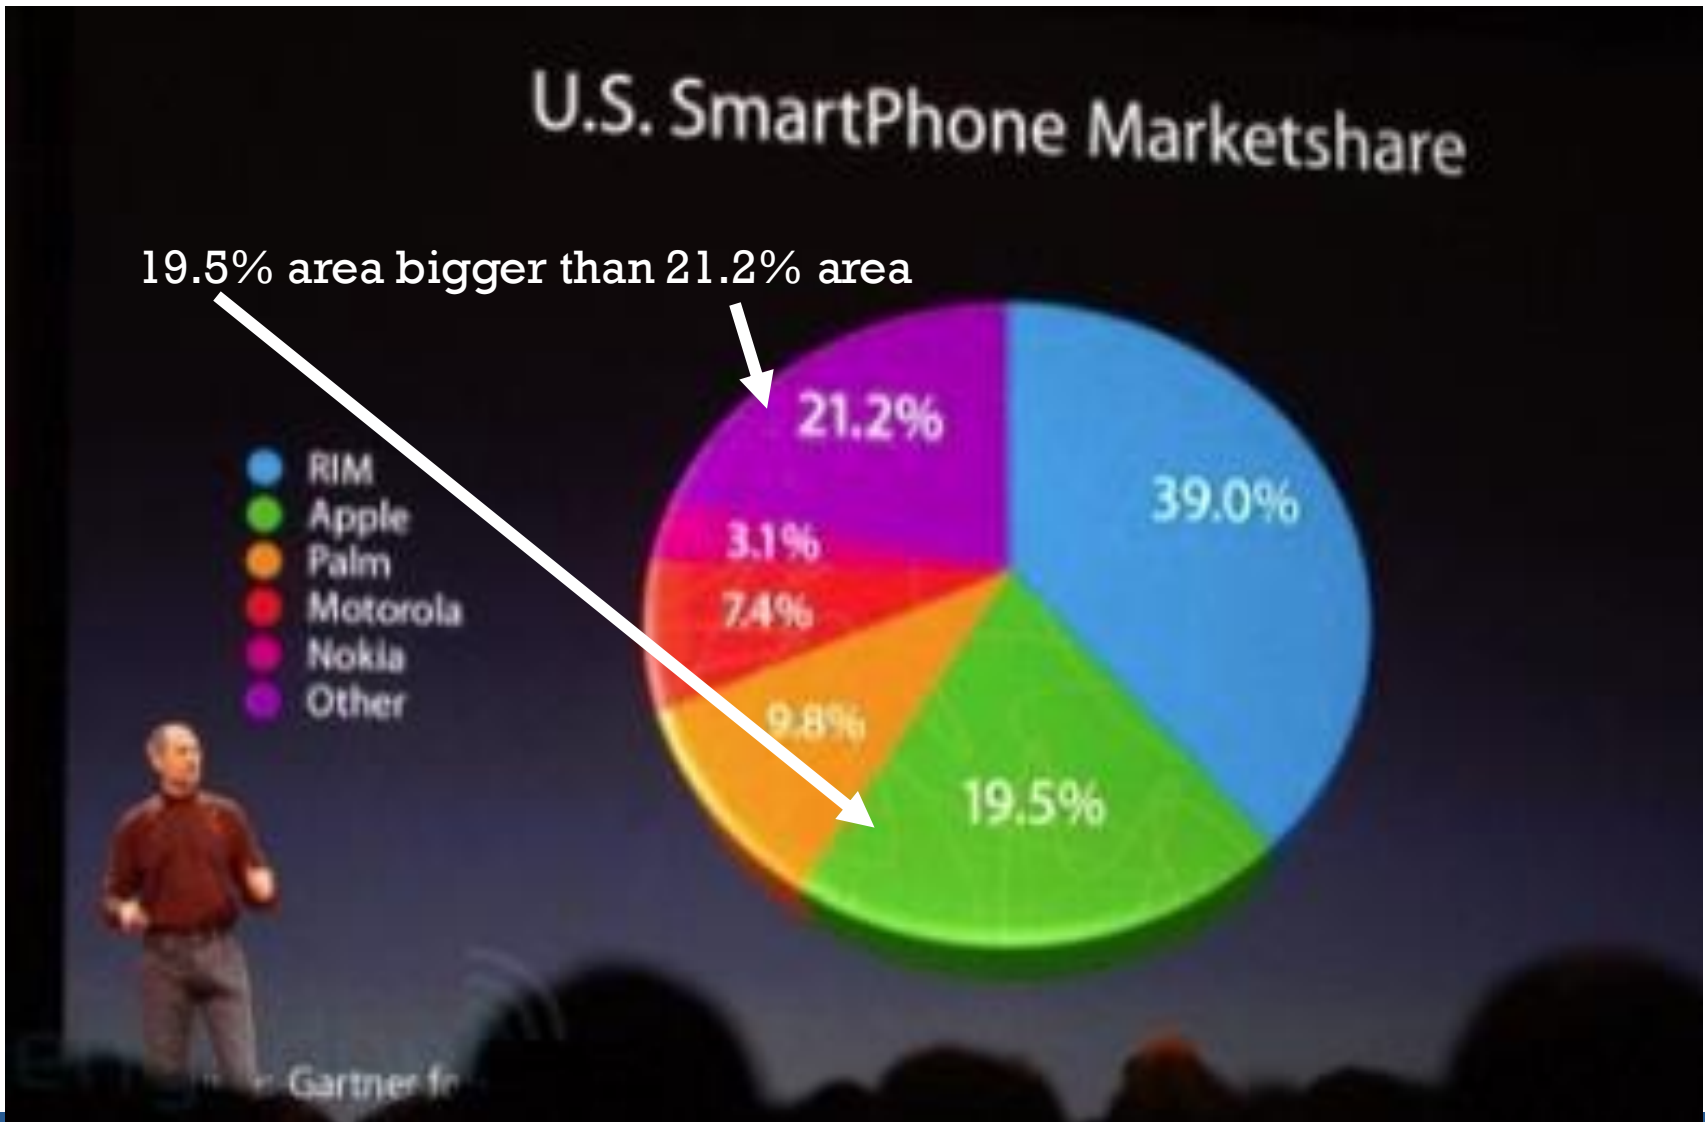 U.S. SmartPhone Marketshare
19.5% area bigger than 21.2% area
21.2%
39.0%
3.1%
7.4%
9.8%
19.5%
RIM
Apple
Palm
Motorola
Nokia
Other
Gartner